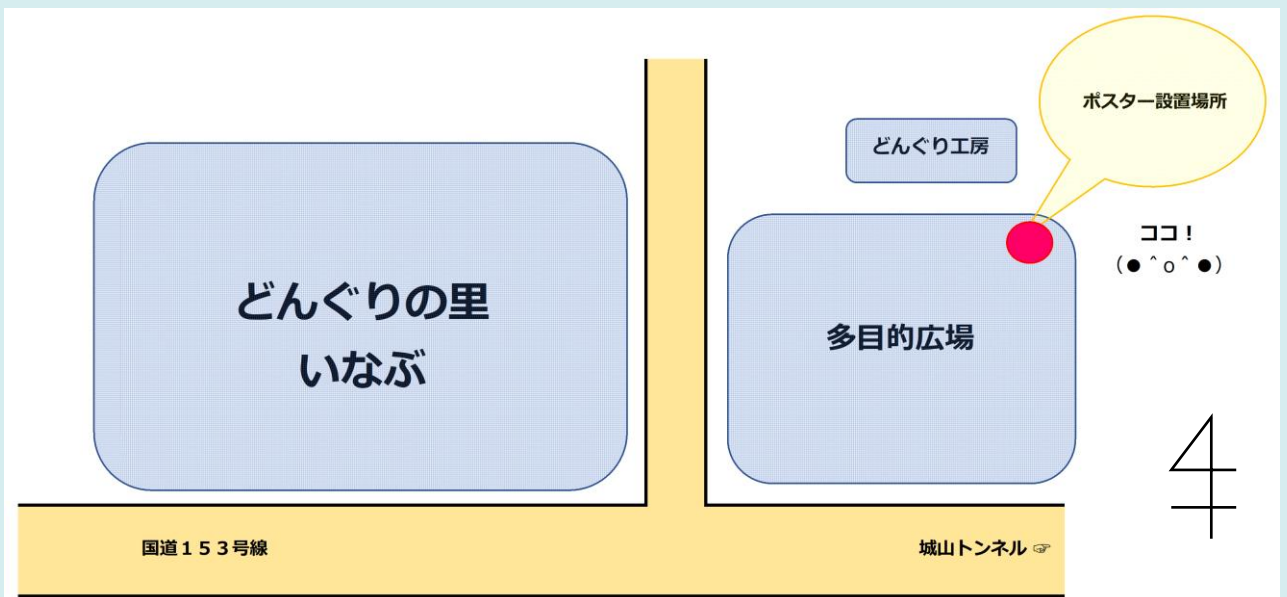 ポスター設置場所
どんぐり工房
ココ！
(●＾o＾●)
どんぐりの里
いなぶ
多目的広場
国道１５３号線
城山トンネル ☞